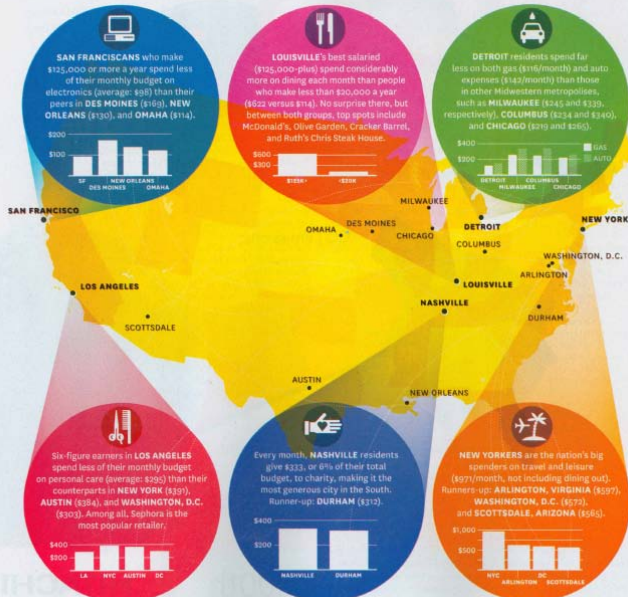 SAN FRANCISCANS who make
$125,000 or more a year spend less
of their monthly budget on
electronics (average: $98) than their
peers in DES MOINES ($169), NEW
ORLEANS ($130), and OMAHA ($114).
$200
$100
SF
NEW ORLEANS
DES MOINES
OMAHA
LOUISVILLE'S best salaried
($125,000-plus) spend considerably
more on dining each month than people
who make less than $20,000 a year
($622 versus $114). No surprise there, but
between both groups, top spots include
McDonald's, Olive Garden, Cracker Barrel,
and Ruth's Chris Steak House.
$600
$300
$125K+
<$20K
DETROIT residents spend far
less on both gas ($116/month) and auto
expenses ($142/month) than those
in other Midwestern metropolises,
such as MILWAUKEE ($245 and $339,
respectively), COLUMBUS ($234 and $340),
and CHICAGO ($219 and $265).
$400
$200
GAS
AUTO
DETROIT
COLUMBUS
MILWAUKEE
CHICAGO
SAN FRANCISCO
LOS ANGELES
SCOTTSDALE
OMAHA
DES MOINES
MILWAUKEE
CHICAGO
DETROIT
COLUMBUS
NEW YORK
WASHINGTON, D.C.
ARLINGTON
LOUISVILLE
NASHVILLE
DURHAM
AUSTIN
NEW ORLEANS
Six-figure earners in LOS ANGELES
spend less of their monthly budget
on personal care (average: $295) than their
counterparts in NEW YORK ($391),
AUSTIN ($384), and WASHINGTON, D.C.
($303). Among all, Sephora is the
most popular retailer.
$400
$200
LA
NYC
AUSTIN
DC
Every month, NASHVILLE residents
give $333, or 6% of their total
budget, to charity, making it the
most generous city in the South.
Runner-up: DURHAM ($312).
$400
$200
NASHVILLE
DURHAM
NEW YORKERS are the nation's big
spenders on travel and leisure
($971/month, not including dining out).
Runners-up: ARLINGTON, VIRGINIA ($597),
WASHINGTON, D.C. ($572),
and SCOTTSDALE, ARIZONA ($565).
$1,000
$500
NYC
DC
ARLINGTON
SCOTTSDALE